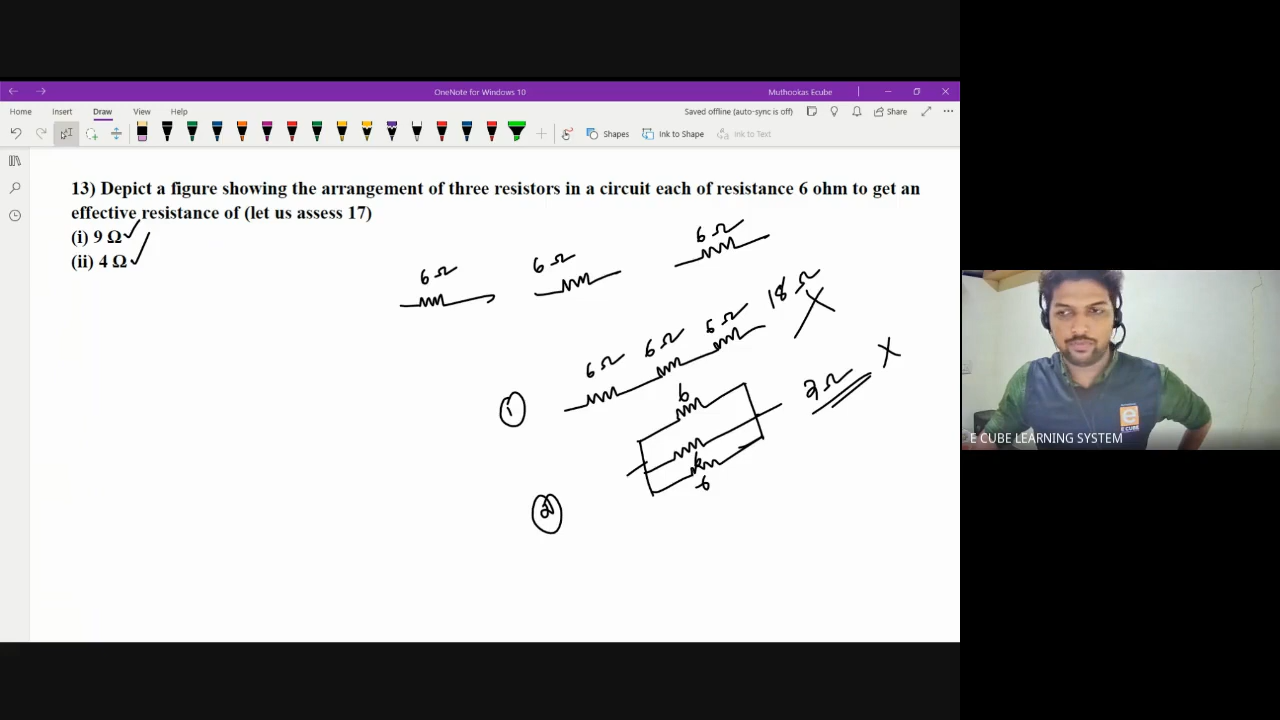 OneNote for Windows 10
Muthookas Ecube
Home Insert Draw View Help
Saved offline (auto-sync is off)
Share
Shapes
Ink to Shape
Ink to Text
13) Depict a figure showing the arrangement of three resistors in a circuit each of resistance 6 ohm to get an
effective resistance of (let us assess 17)
(i) 9 Ω
(ii) 4 Ω
6 Ω 6 Ω 6 Ω
6 Ω 6 Ω 6 Ω 18 Ω X
1
6
6
6
2 Ω X
2
E CUBE
E CUBE LEARNING SYSTEM